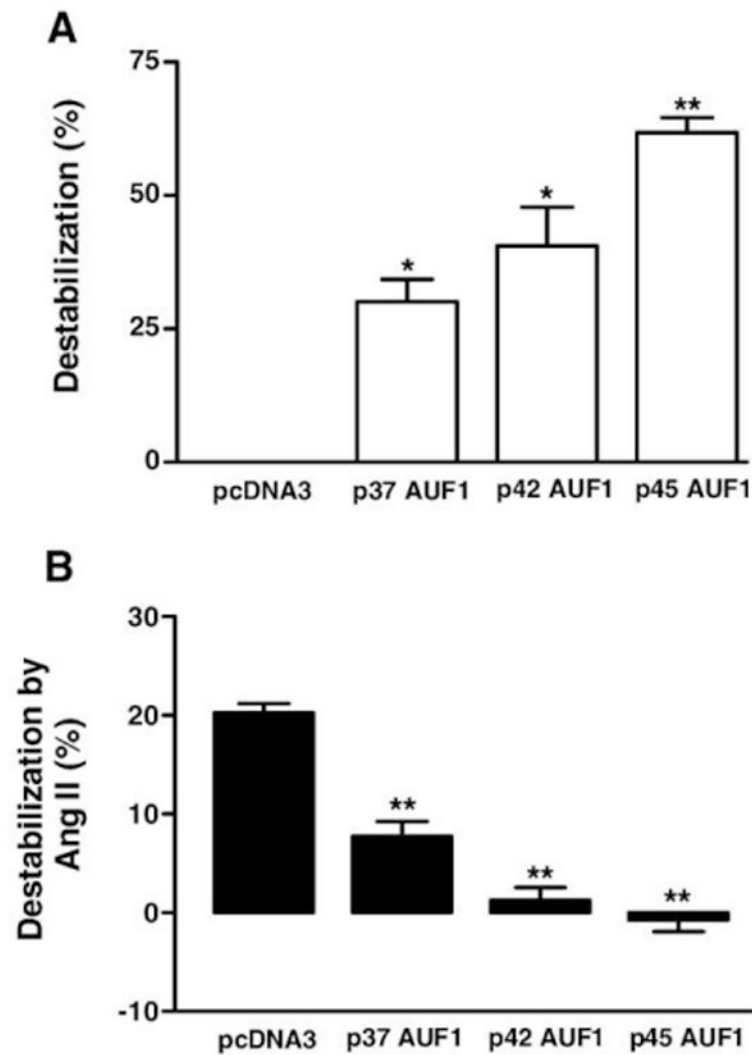 A
Destabilization (%)
75
50
25
0
*
*
**
pcDNA3 p37 AUF1 p42 AUF1 p45 AUF1
B
Destabilization by
Ang II (%)
30
20
10
0
-10
**
**
**
pcDNA3 p37 AUF1 p42 AUF1 p45 AUF1